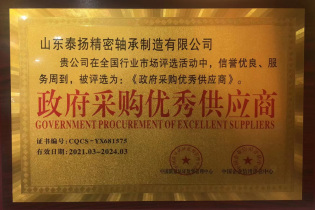 山东泰扬精密轴承制造有限公司
贵公司在全国行业市场评选活动中，信誉优良、服
务周到，被评选为：《政府采购优秀供应商》。
政府采购优秀供应商
GOVERNMENT PROCUREMENT OF EXCELLENT SUPPLIERS
证书编号：CQCS-YX681575
有效日期：2021.03-2024.03